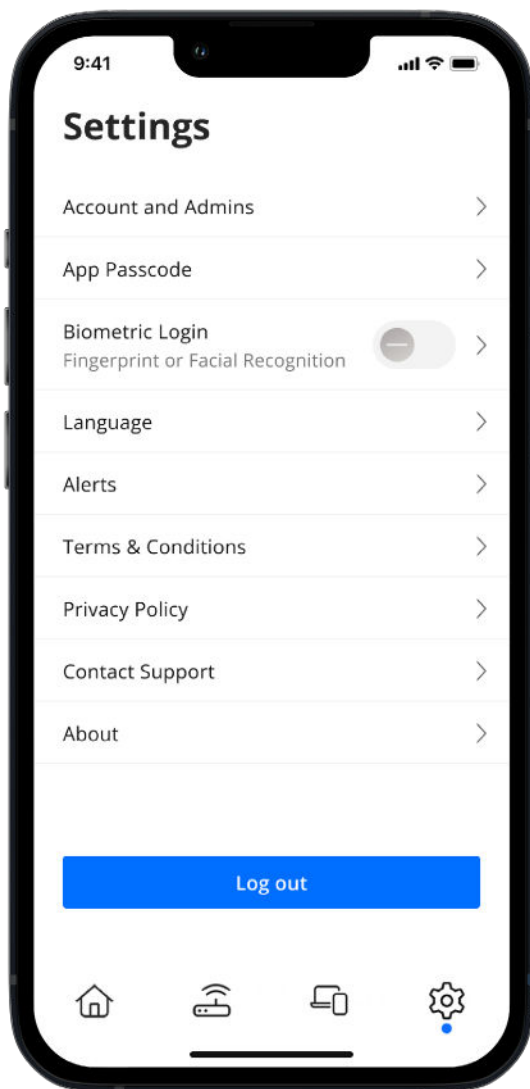 9:41
Settings
Account and Admins
App Passcode
Biometric Login
Fingerprint or Facial Recognition
Language
Alerts
Terms & Conditions
Privacy Policy
Contact Support
About
Log out